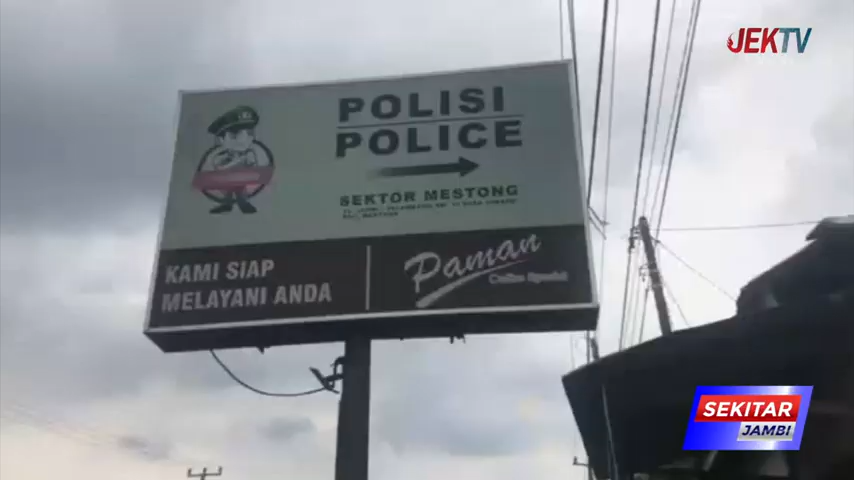 JEKTV
POLISI
POLICE
SEKTOR MESTONG
KAMI SIAP
MELAYANI ANDA
Paman
SEKITAR
JAMBI